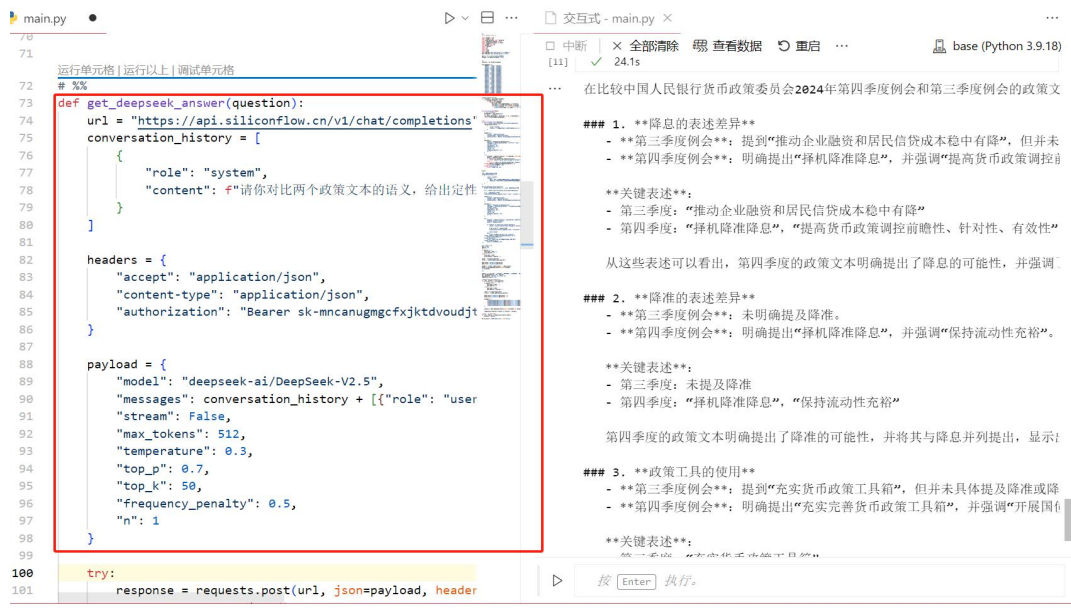 main.py
70
71
运行单元格 | 运行以上 | 调试单元格
72 # %%
73 def get_deepseek_answer(question):
74 url = "https://api.siliconflow.cn/v1/chat/completions"
75 conversation_history = [
76 {
77 "role": "system",
78 "content": f"请你对比两个政策文本的语义，给出定性
79 }
80 ]
81
82 headers = {
83 "accept": "application/json",
84 "content-type": "application/json",
85 "authorization": "Bearer sk-mncanugmgcfxjktdvoudjt
86 }
87
88 payload = {
89 "model": "deepseek-ai/DeepSeek-V2.5",
90 "messages": conversation_history + [{"role": "user
91 "stream": False,
92 "max_tokens": 512,
93 "temperature": 0.3,
94 "top_p": 0.7,
95 "top_k": 50,
96 "frequency_penalty": 0.5,
97 "n": 1
98 }
99
100 try:
101 response = requests.post(url, json=payload, header
交互式 - main.py
中断 | 全部清除 查看数据 重启 ··· base (Python 3.9.18)
[11] 24.1s
在比较中国人民银行货币政策委员会2024年第四季度例会和第三季度例会的政策文
### 1. **降息的表述差异**
- **第三季度例会**：提到“推动企业融资和居民信贷成本稳中有降”，但并未
- **第四季度例会**：明确提出“择机降准降息”，并强调“提高货币政策调控前
**关键表述**：
- 第三季度：“推动企业融资和居民信贷成本稳中有降”
- 第四季度：“择机降准降息”，“提高货币政策调控前瞻性、针对性、有效性”
从这些表述可以看出，第四季度的政策文本明确提出了降息的可能性，并强调
### 2. **降准的表述差异**
- **第三季度例会**：未明确提及降准。
- **第四季度例会**：明确提出“择机降准降息”，并强调“保持流动性充裕”。
**关键表述**：
- 第三季度：未提及降准
- 第四季度：“择机降准降息”，“保持流动性充裕”
第四季度的政策文本明确提出了降准的可能性，并将其与降息并列提出，显示
### 3. **政策工具的使用**
- **第三季度例会**：提到“充实货币政策工具箱”，但并未具体提及降准或降
- **第四季度例会**：明确提出“充实完善货币政策工具箱”，并强调“开展国
**关键表述**：
- 第三季度：“充实货币政策工具箱”
按 Enter 执行。